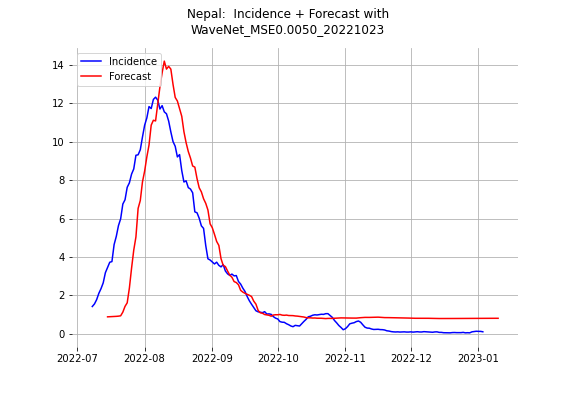 Nepal:  Incidence + Forecast with
WaveNet_MSE0.0050_20221023
Incidence
Forecast
14
12
10
8
6
4
2
0
2022-07 2022-08 2022-09 2022-10 2022-11 2022-12 2023-01